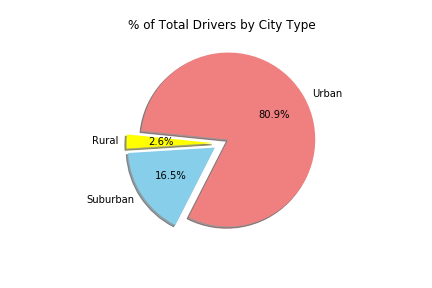 % of Total Drivers by City Type
Urban
80.9%
Rural
2.6%
16.5%
Suburban